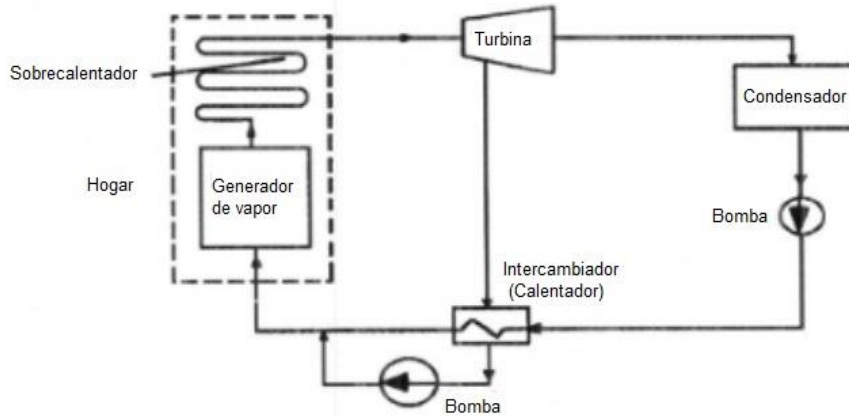 Turbina
Sobrecalentador
Condensador
Hogar
Generador
de vapor
Bomba
Intercambiador
(Calentador)
Bomba